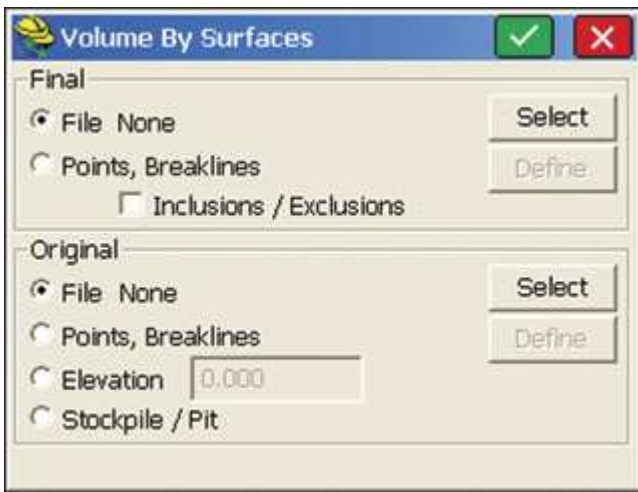 Volume By Surfaces
Final
File None
Select
Points, Breaklines
Define
Inclusions / Exclusions
Original
File None
Select
Points, Breaklines
Define
Elevation 0.000
Stockpile / Pit